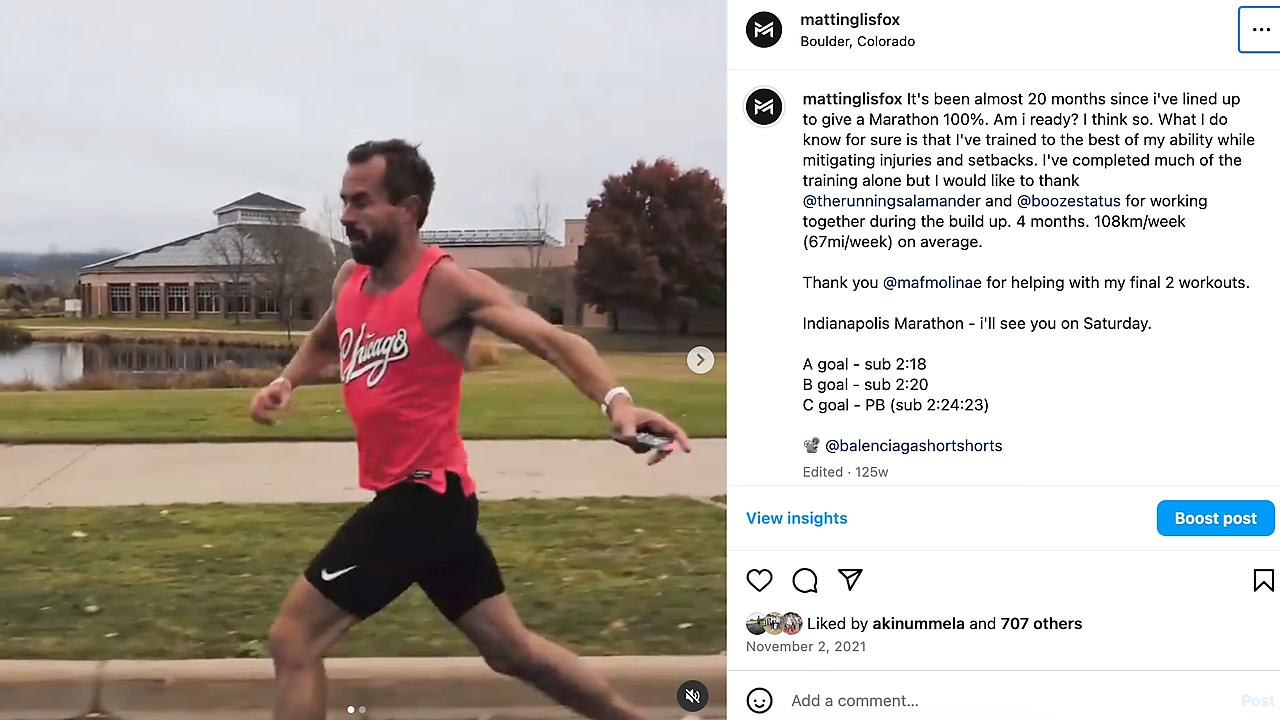 mattinglisfox
Boulder, Colorado
mattinglisfox It's been almost 20 months since i've lined up
to give a Marathon 100%. Am i ready? I think so. What I do
know for sure is that I've trained to the best of my ability while
mitigating injuries and setbacks. I've completed much of the
training alone but I would like to thank
@therunningsalamander and @boozestatus for working
together during the build up. 4 months. 108km/week
(67mi/week) on average.
Thank you @mafmolinae for helping with my final 2 workouts.
Indianapolis Marathon - i'll see you on Saturday.
A goal - sub 2:18
B goal - sub 2:20
C goal - PB (sub 2:24:23)
📽 @balenciagashortshorts
Edited · 125w
View insights
Boost post
Liked by akinummela and 707 others
November 2, 2021
Add a comment...
Post
Chicago